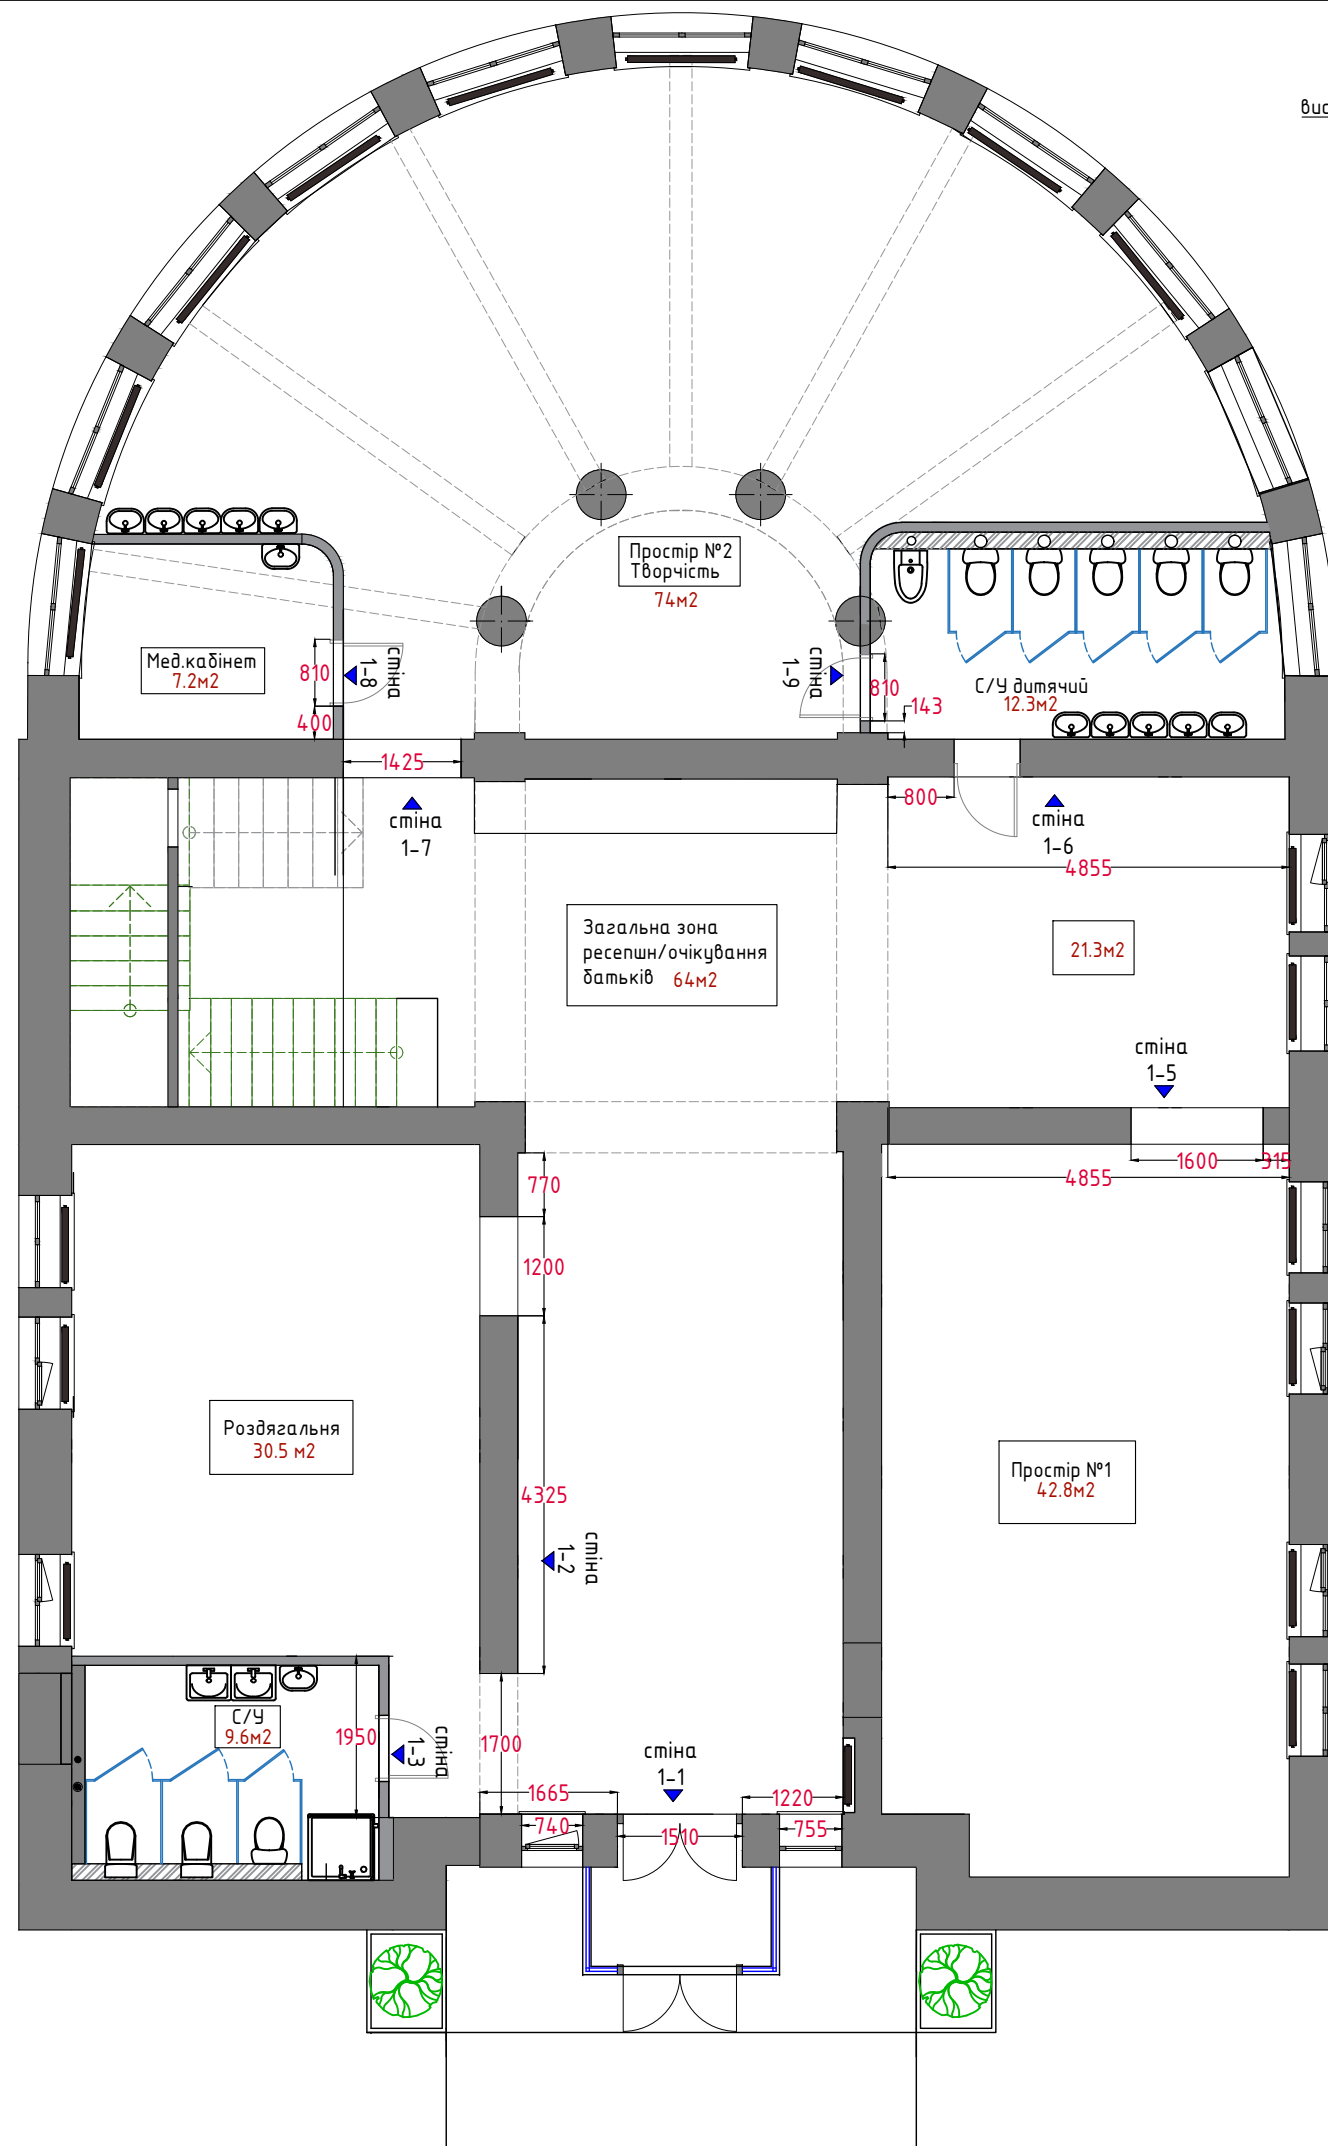 вис
Простір №2
Творчість
74м2
Мед.кабінет
7.2м2
810
400
стіна
1-8
стіна
1-9
810
143
С/У дитячий
12.3м2
1425
800
стіна
1-7
стіна
1-6
4855
Загальна зона
ресепшн/очікування
батьків 64м2
21.3м2
стіна
1-5
1600
315
4855
770
1200
Роздягальня
30.5 м2
4325
Простір №1
42.8м2
стіна
1-2
С/У
9.6м2
1950
стіна
1-3
1700
стіна
1-1
1665
1220
740
1510
755